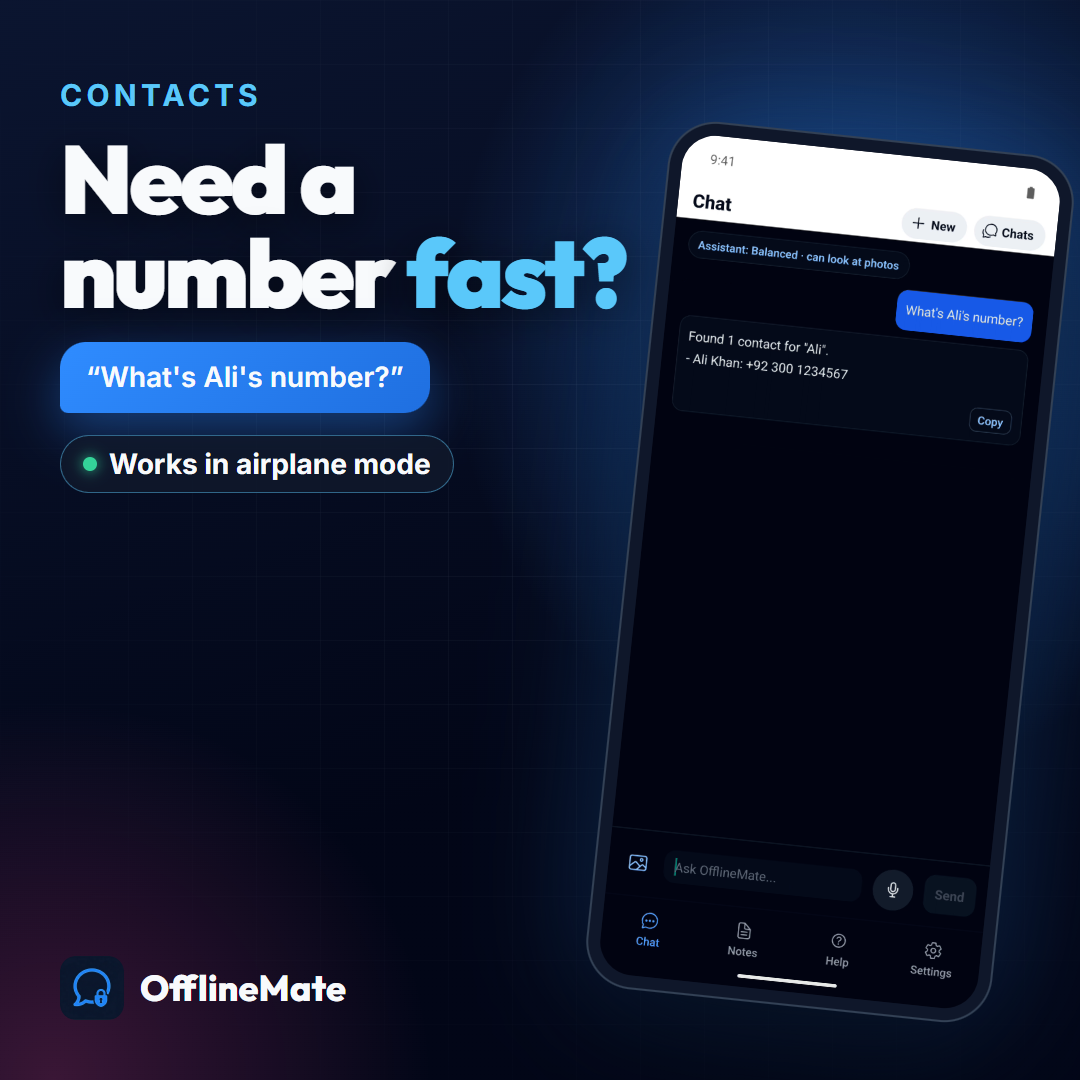 CONTACTS
Need a
number fast?
“What's Ali's number?”
Works in airplane mode
9:41
Chat
New
Chats
Assistant: Balanced · can look at photos
What's Ali's number?
Found 1 contact for "Ali".
- Ali Khan: +92 300 1234567
Copy
Ask OfflineMate...
Send
Chat
Notes
Help
Settings
OfflineMate